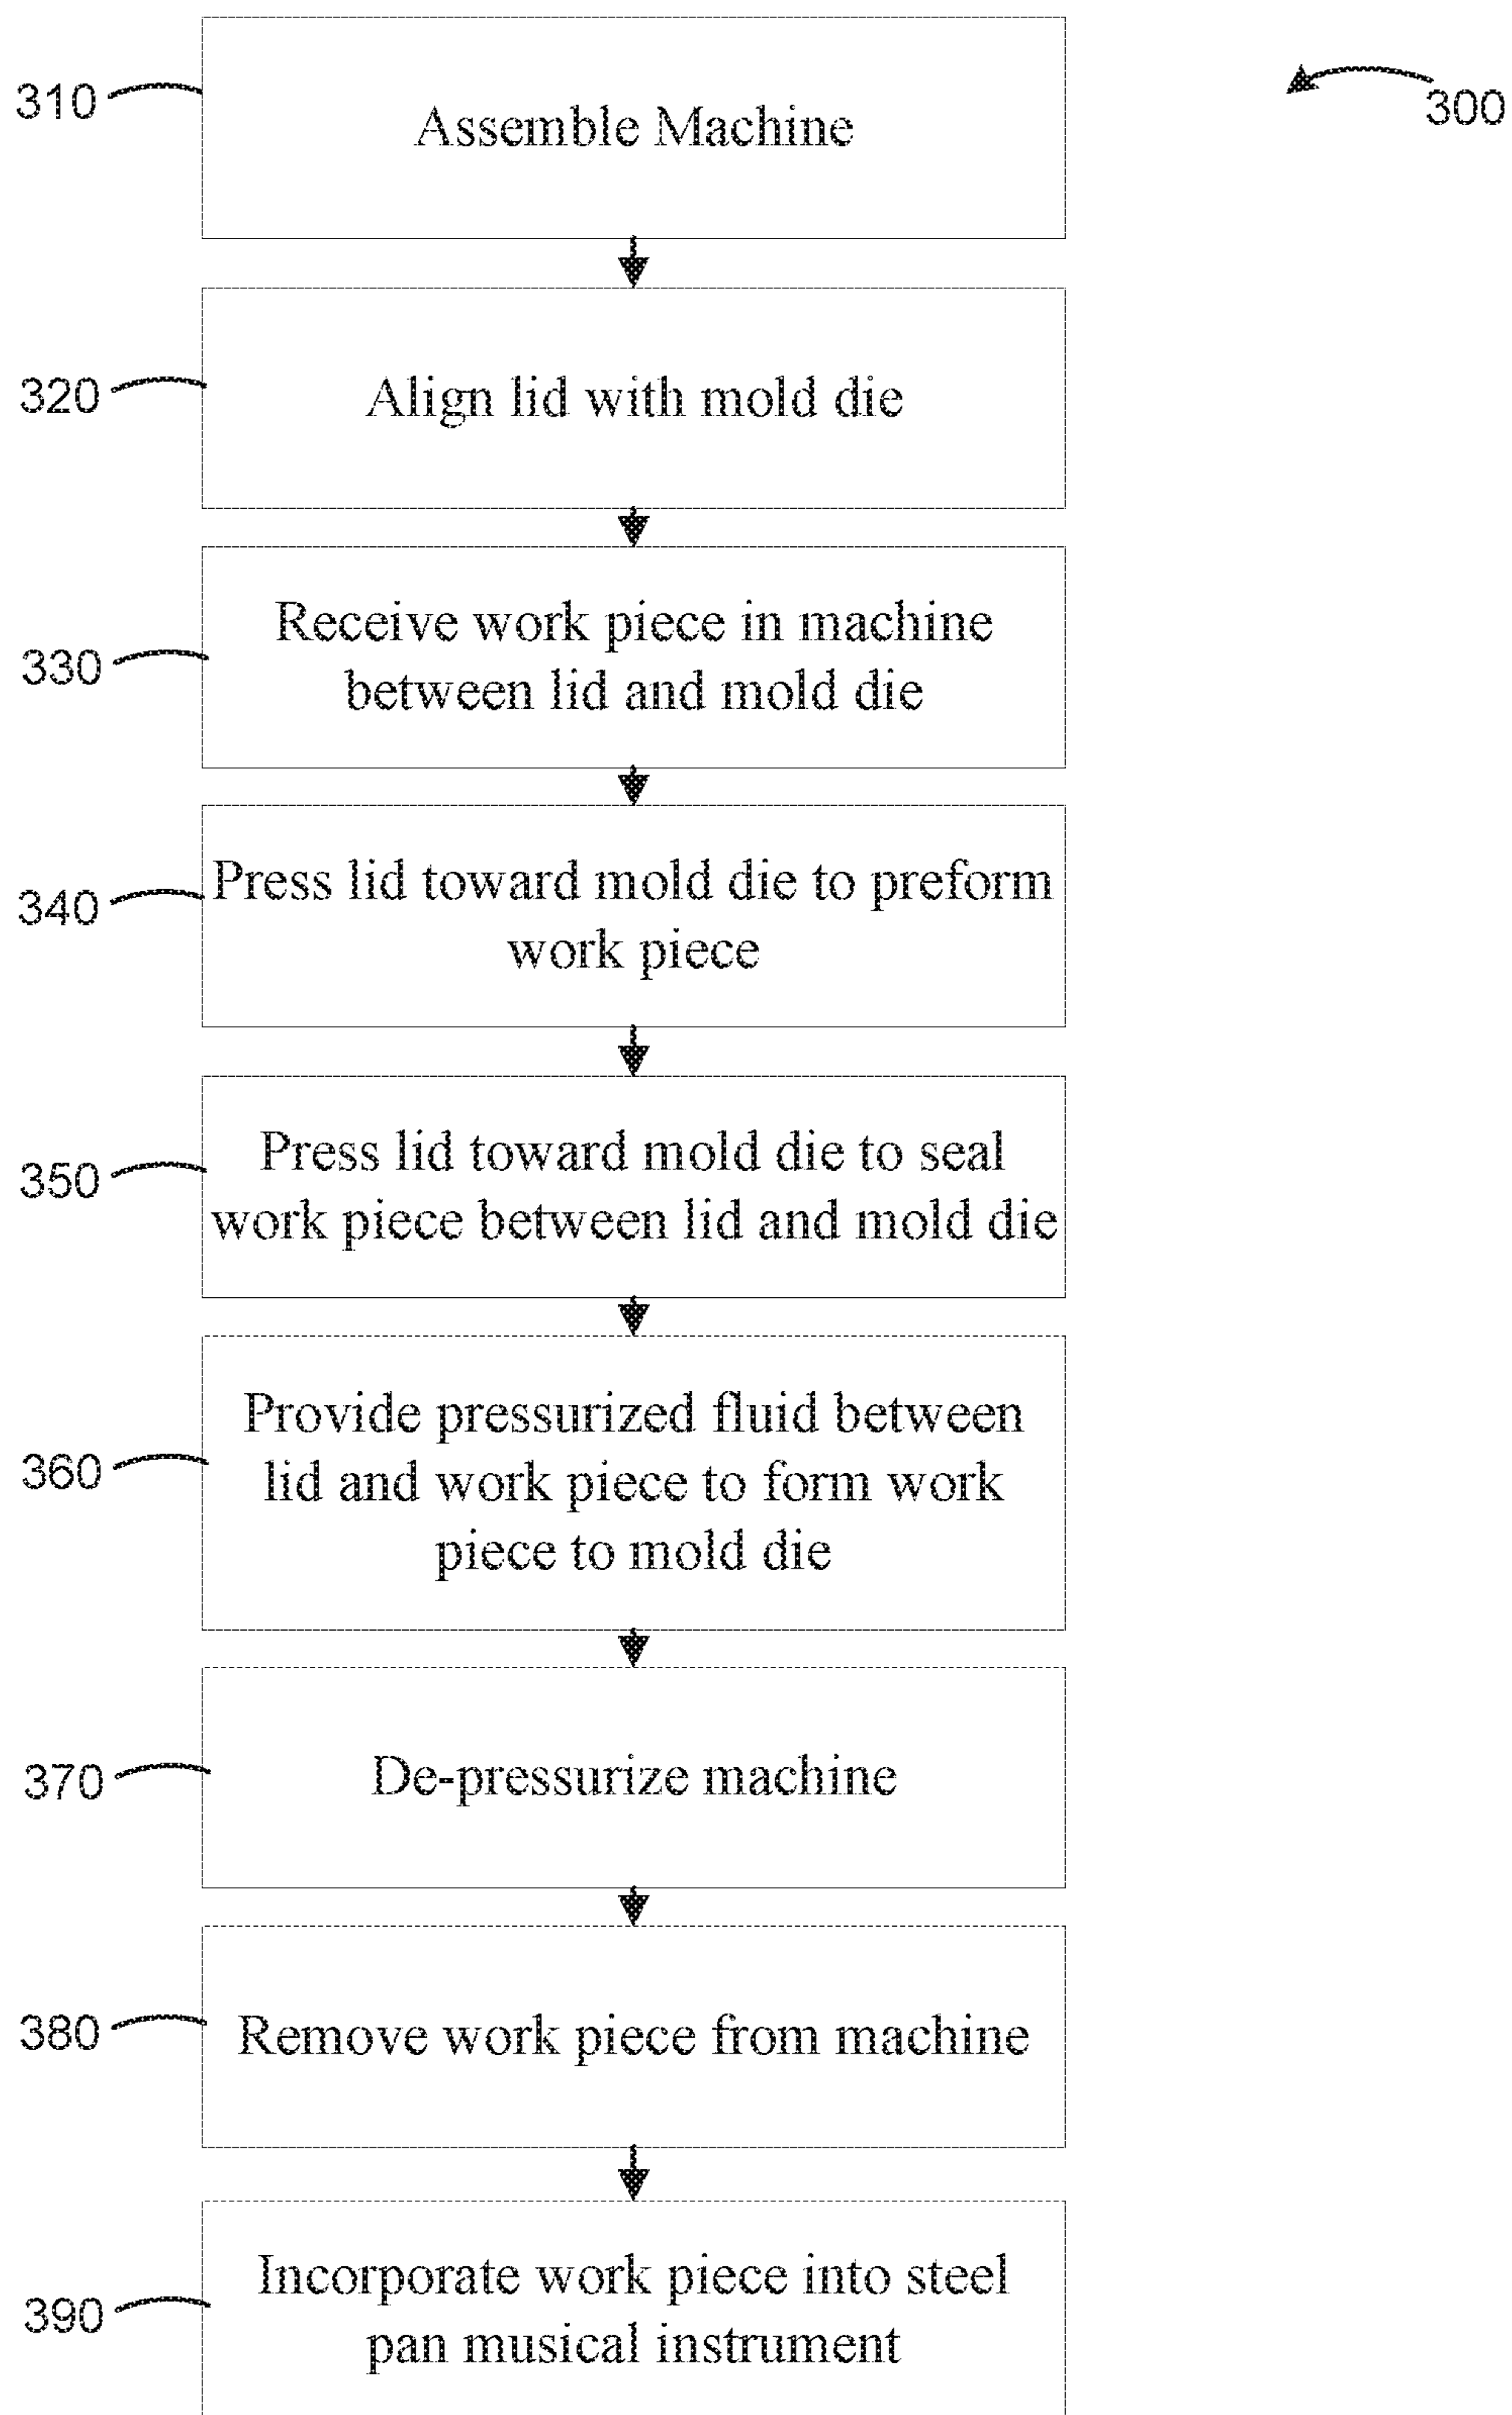 310
Assemble Machine
300
320
Align lid with mold die
330
Receive work piece in machine
between lid and mold die
340
Press lid toward mold die to preform
work piece
350
Press lid toward mold die to seal
work piece between lid and mold die
360
Provide pressurized fluid between
lid and work piece to form work
piece to mold die
370
De-pressurize machine
380
Remove work piece from machine
390
Incorporate work piece into steel
pan musical instrument